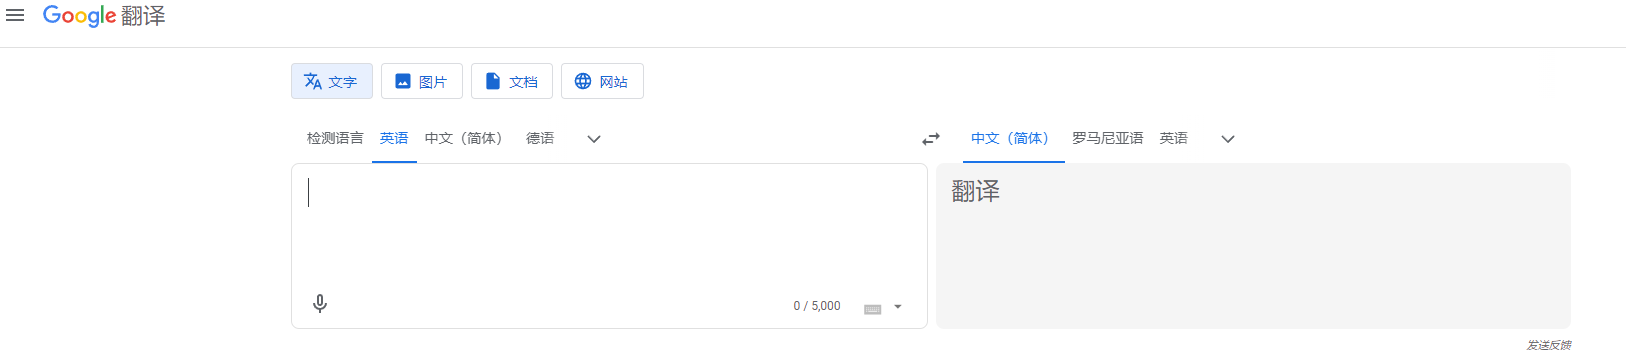 Google 翻译
文字 图片 文档 网站
检测语言 英语 中文（简体） 德语 中文（简体） 罗马尼亚语 英语
翻译
0 / 5,000
发送反馈